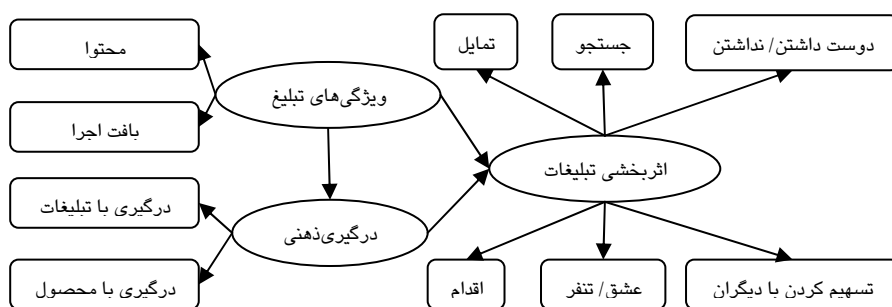 دوست داشتن/ نداشتن
جستجو
تمایل
محتوا
ویژگی‌های تبلیغ
بافت اجرا
اثربخشی تبلیغات
درگیری با تبلیغات
درگیری‌ذهنی
درگیری با محصول
تسهیم کردن با دیگران
عشق/ تنفر
اقدام